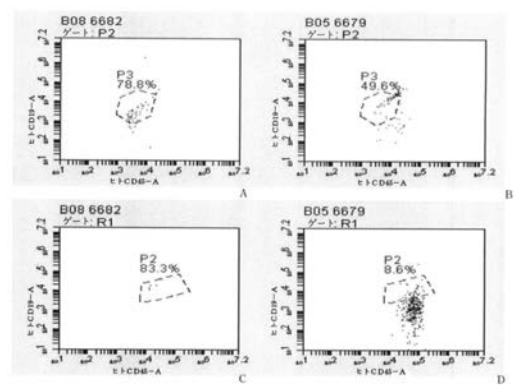 B08 6682
ゲート: P2
P3
78.8%
ヒトCD19-A
ヒトCD45-A
A
B05 6679
ゲート: P2
P3
49.6%
ヒトCD19-A
ヒトCD45-A
B
B08 6682
ゲート: R1
P2
83.3%
ヒトCD19-A
ヒトCD45-A
C
B05 6679
ゲート: R1
P2
8.6%
ヒトCD19-A
ヒトCD45-A
D